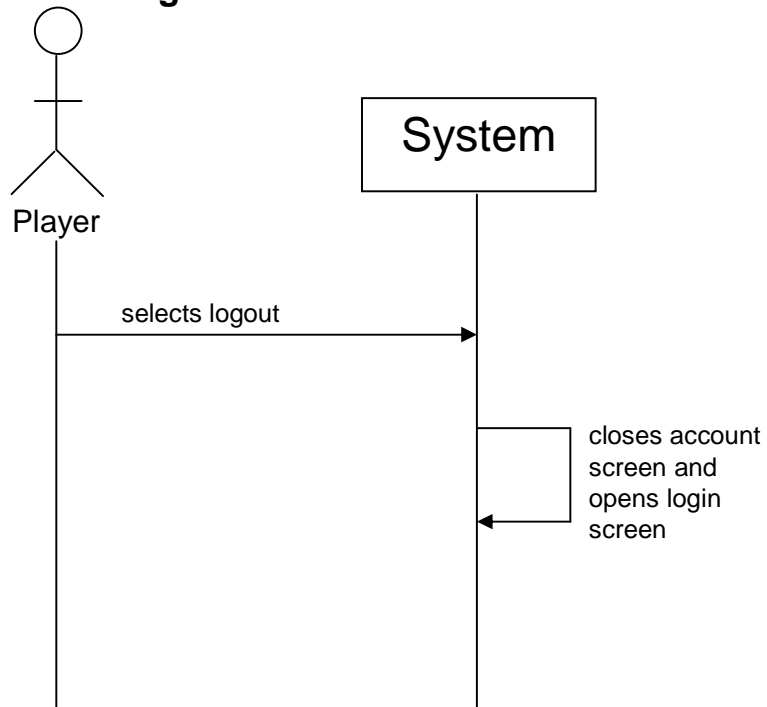 System
Player
selects logout
closes account
screen and
opens login
screen